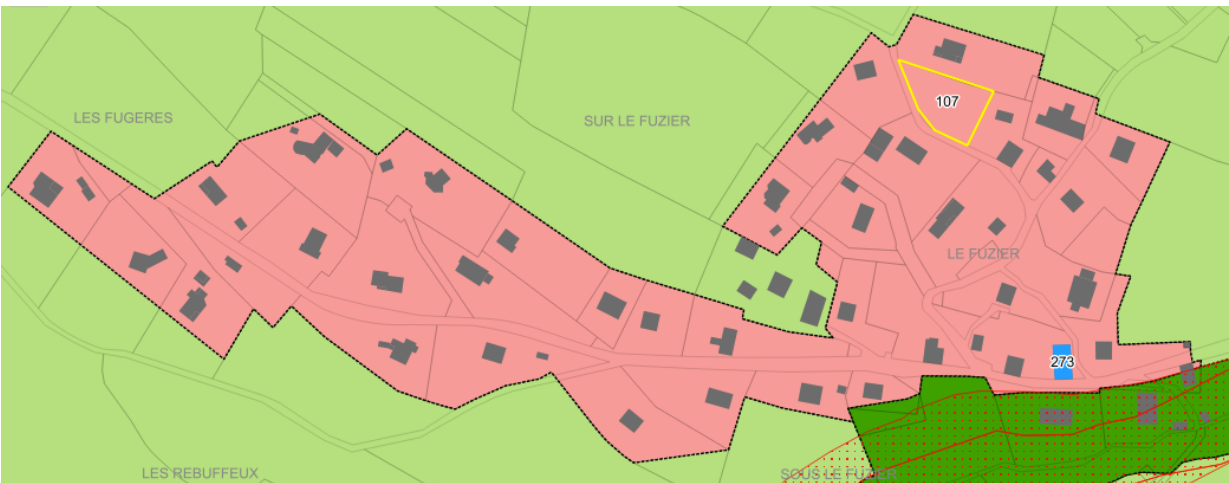 107
LES FUGERES
SUR LE FUZIER
LE FUZIER
273
LES REBUFFEUX
SOUS LE FUZIER